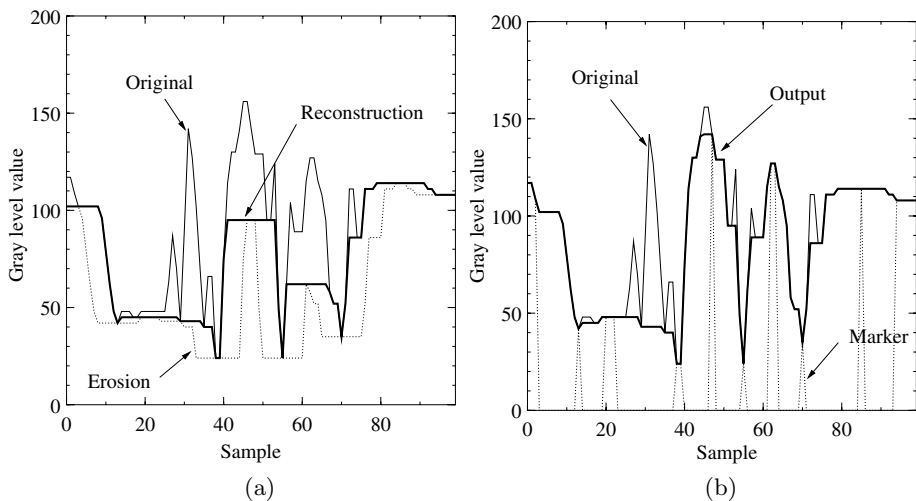 200
150
100
50
0
Gray level value
Original
Reconstruction
Erosion
0 20 40 60 80
Sample
(a)
200
150
100
50
0
Gray level value
Original
Output
Marker
0 20 40 60 80
Sample
(b)